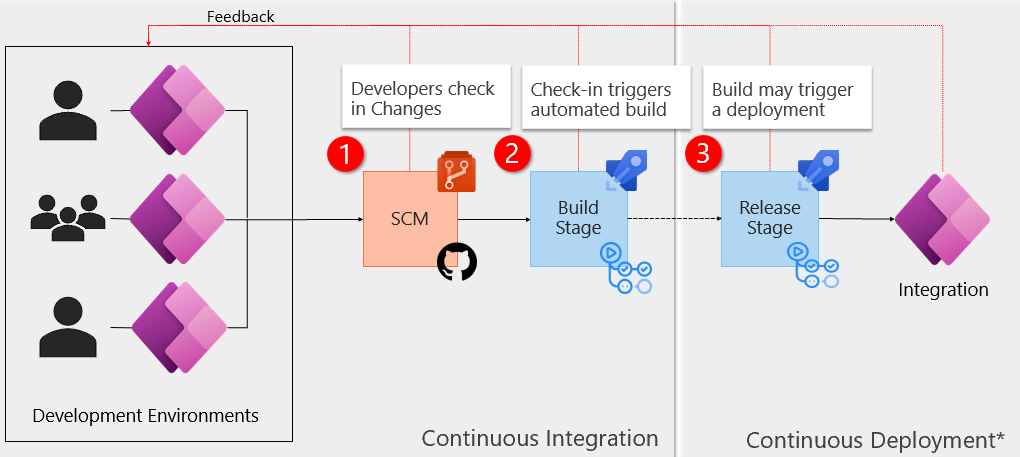 Feedback
Developers check
in Changes
Check-in triggers
automated build
Build may trigger
a deployment
1
2
3
SCM
Build
Stage
Release
Stage
Integration
Development Environments
Continuous Integration
Continuous Deployment*